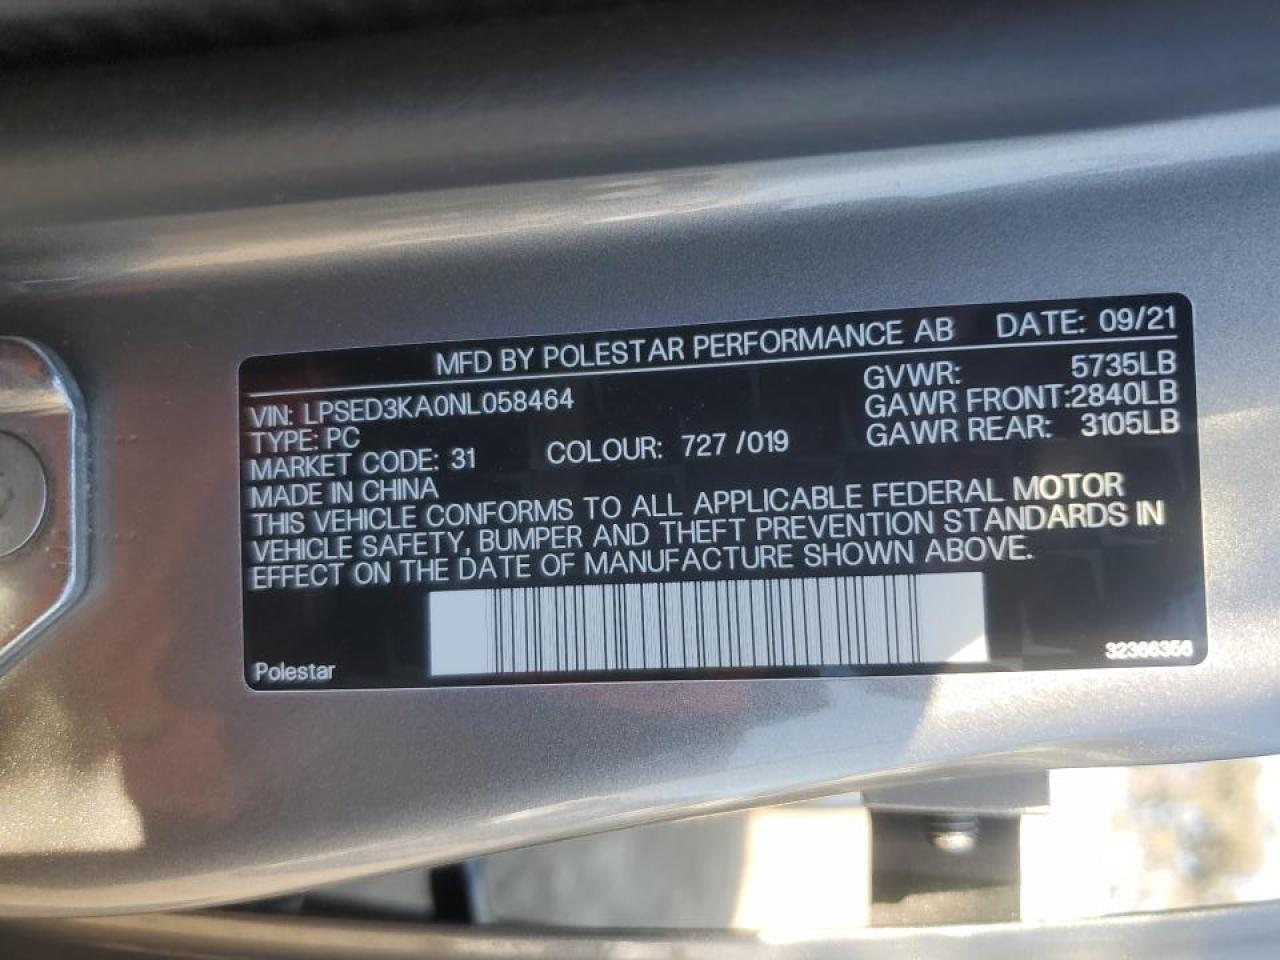 MFD BY POLESTAR PERFORMANCE AB DATE: 09/21
VIN: LPSED3KA0NL058464 GVWR: 5735LB
TYPE: PC GAWR FRONT:2840LB
MARKET CODE: 31 COLOUR: 727 /019 GAWR REAR: 3105LB
MADE IN CHINA
THIS VEHICLE CONFORMS TO ALL APPLICABLE FEDERAL MOTOR
VEHICLE SAFETY, BUMPER AND THEFT PREVENTION STANDARDS IN
EFFECT ON THE DATE OF MANUFACTURE SHOWN ABOVE.
Polestar 32366356